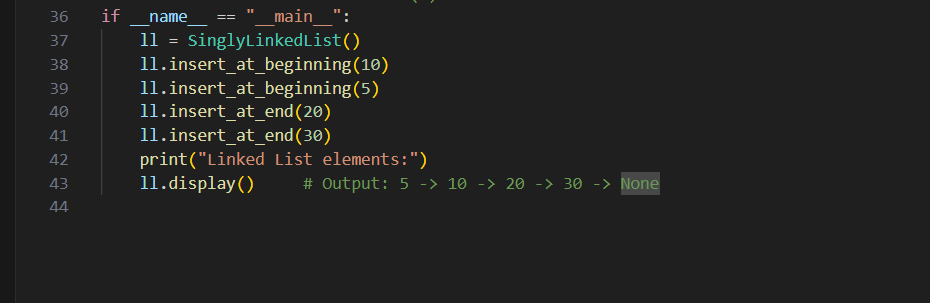 36 if __name__ == "__main__":
37     ll = SinglyLinkedList()
38     ll.insert_at_beginning(10)
39     ll.insert_at_beginning(5)
40     ll.insert_at_end(20)
41     ll.insert_at_end(30)
42     print("Linked List elements:")
43     ll.display()     # Output: 5 -> 10 -> 20 -> 30 -> None
44